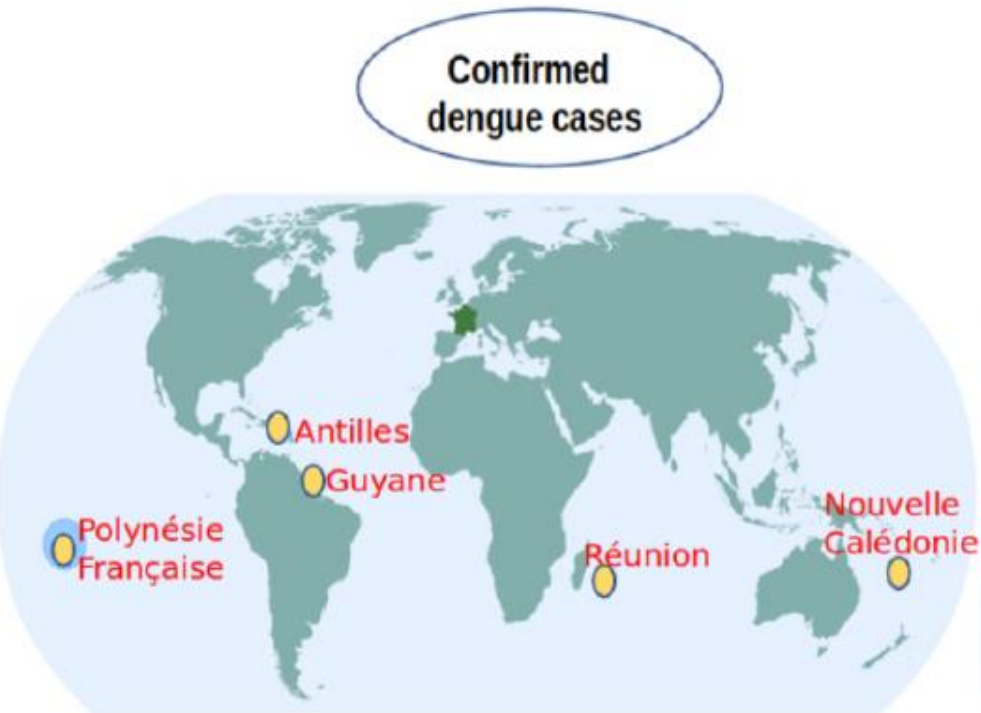 Confirmed
dengue cases
Antilles
Guyane
Polynésie
Française
Réunion
Nouvelle
Calédonie